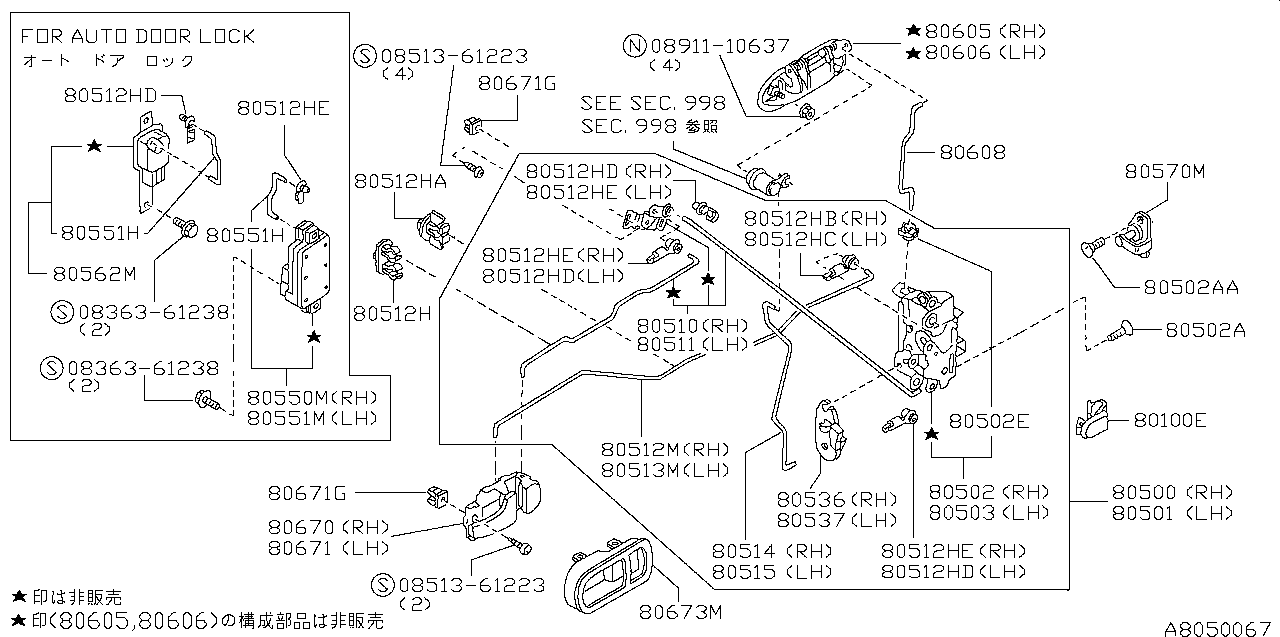 FOR AUTO DOOR LOCK
オート ドア ロック
80512HD
80512HE
★
80551H
80551H
80562M
Ⓢ08363-61238
(2)
Ⓢ08363-61238
(2)
★
80550M(RH)
80551M(LH)
Ⓢ08513-61223
(4)
80671G
80512HA
80512H
Ⓝ08911-10637
(4)
★ 80605 (RH)
★ 80606 (LH)
SEE SEC. 998
SEC. 998 参照
80608
80570M
80512HD(RH)
80512HE(LH)
80512HB(RH)
80512HC(LH)
80512HE(RH)
80512HD(LH)
★
★
80510(RH)
80511(LH)
80502AA
80502A
80100E
80502E
★
80512M(RH)
80513M(LH)
80502 (RH)
80503 (LH)
80500 (RH)
80501 (LH)
80536(RH)
80537(LH)
80514 (RH)
80515 (LH)
80512HE(RH)
80512HD(LH)
80671G
80670 (RH)
80671 (LH)
Ⓢ08513-61223
(2)
80673M
★印は非販売
★印(80605,80606)の構成部品は非販売
A8050067